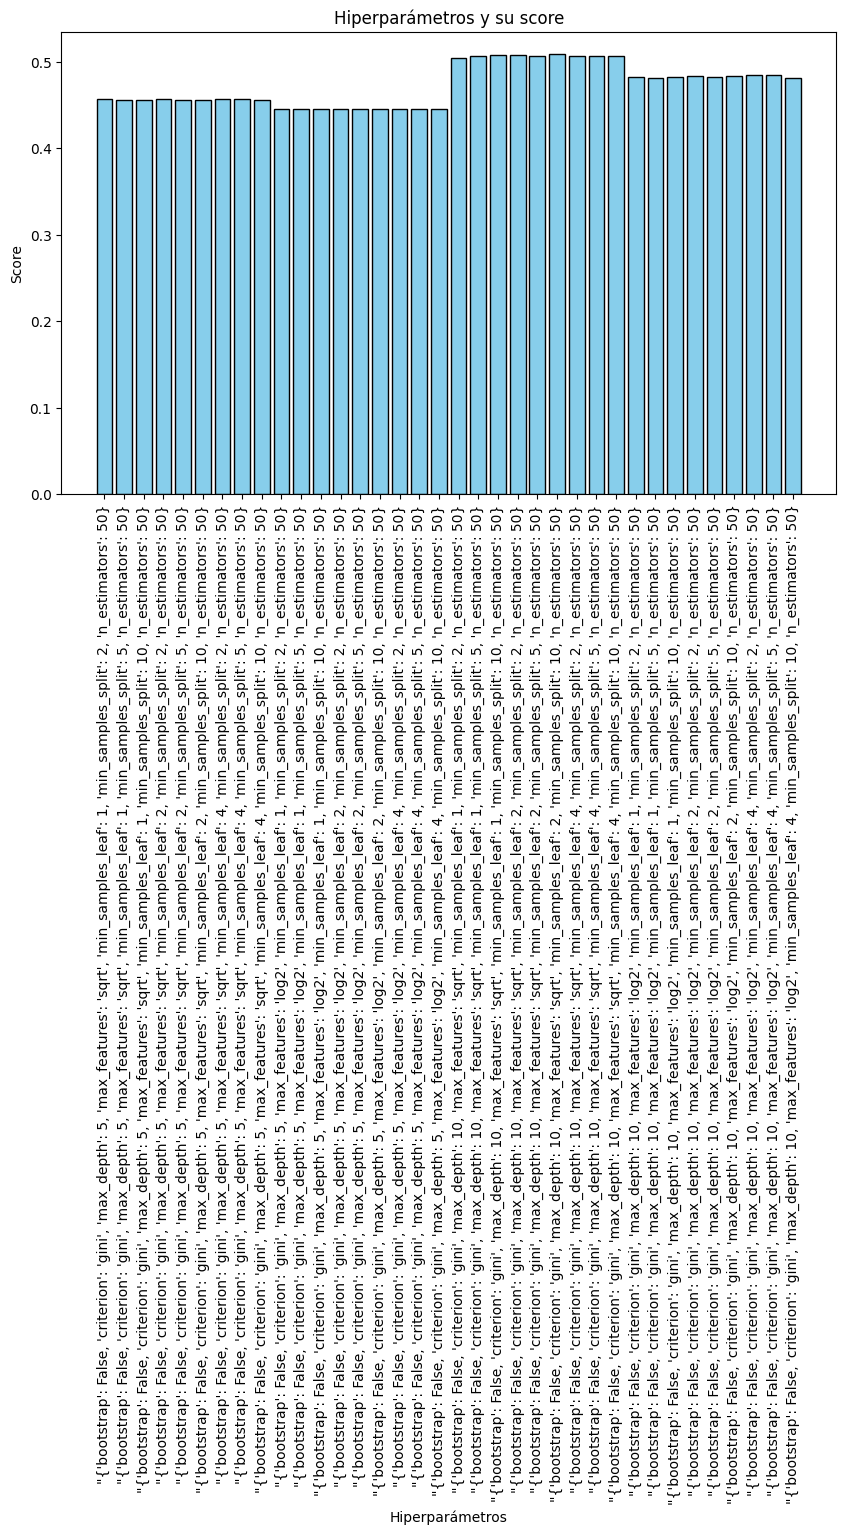 Hiperparámetros y su score
Score
0.5
0.4
0.3
0.2
0.1
0.0
"{'bootstrap': False, 'criterion': 'gini', 'max_depth': 5, 'max_features': 'sqrt', 'min_samples_leaf': 1, 'min_samples_split': 2, 'n_estimators': 50}
"{'bootstrap': False, 'criterion': 'gini', 'max_depth': 5, 'max_features': 'sqrt', 'min_samples_leaf': 1, 'min_samples_split': 5, 'n_estimators': 50}
"{'bootstrap': False, 'criterion': 'gini', 'max_depth': 5, 'max_features': 'sqrt', 'min_samples_leaf': 1, 'min_samples_split': 10, 'n_estimators': 50}
"{'bootstrap': False, 'criterion': 'gini', 'max_depth': 5, 'max_features': 'sqrt', 'min_samples_leaf': 2, 'min_samples_split': 2, 'n_estimators': 50}
"{'bootstrap': False, 'criterion': 'gini', 'max_depth': 5, 'max_features': 'sqrt', 'min_samples_leaf': 2, 'min_samples_split': 5, 'n_estimators': 50}
"{'bootstrap': False, 'criterion': 'gini', 'max_depth': 5, 'max_features': 'sqrt', 'min_samples_leaf': 2, 'min_samples_split': 10, 'n_estimators': 50}
"{'bootstrap': False, 'criterion': 'gini', 'max_depth': 5, 'max_features': 'sqrt', 'min_samples_leaf': 4, 'min_samples_split': 2, 'n_estimators': 50}
"{'bootstrap': False, 'criterion': 'gini', 'max_depth': 5, 'max_features': 'sqrt', 'min_samples_leaf': 4, 'min_samples_split': 5, 'n_estimators': 50}
"{'bootstrap': False, 'criterion': 'gini', 'max_depth': 5, 'max_features': 'sqrt', 'min_samples_leaf': 4, 'min_samples_split': 10, 'n_estimators': 50}
"{'bootstrap': False, 'criterion': 'gini', 'max_depth': 5, 'max_features': 'log2', 'min_samples_leaf': 1, 'min_samples_split': 2, 'n_estimators': 50}
"{'bootstrap': False, 'criterion': 'gini', 'max_depth': 5, 'max_features': 'log2', 'min_samples_leaf': 1, 'min_samples_split': 5, 'n_estimators': 50}
"{'bootstrap': False, 'criterion': 'gini', 'max_depth': 5, 'max_features': 'log2', 'min_samples_leaf': 1, 'min_samples_split': 10, 'n_estimators': 50}
"{'bootstrap': False, 'criterion': 'gini', 'max_depth': 5, 'max_features': 'log2', 'min_samples_leaf': 2, 'min_samples_split': 2, 'n_estimators': 50}
"{'bootstrap': False, 'criterion': 'gini', 'max_depth': 5, 'max_features': 'log2', 'min_samples_leaf': 2, 'min_samples_split': 5, 'n_estimators': 50}
"{'bootstrap': False, 'criterion': 'gini', 'max_depth': 5, 'max_features': 'log2', 'min_samples_leaf': 2, 'min_samples_split': 10, 'n_estimators': 50}
"{'bootstrap': False, 'criterion': 'gini', 'max_depth': 5, 'max_features': 'log2', 'min_samples_leaf': 4, 'min_samples_split': 2, 'n_estimators': 50}
"{'bootstrap': False, 'criterion': 'gini', 'max_depth': 5, 'max_features': 'log2', 'min_samples_leaf': 4, 'min_samples_split': 5, 'n_estimators': 50}
"{'bootstrap': False, 'criterion': 'gini', 'max_depth': 5, 'max_features': 'log2', 'min_samples_leaf': 4, 'min_samples_split': 10, 'n_estimators': 50}
"{'bootstrap': False, 'criterion': 'gini', 'max_depth': 10, 'max_features': 'sqrt', 'min_samples_leaf': 1, 'min_samples_split': 2, 'n_estimators': 50}
"{'bootstrap': False, 'criterion': 'gini', 'max_depth': 10, 'max_features': 'sqrt', 'min_samples_leaf': 1, 'min_samples_split': 5, 'n_estimators': 50}
"{'bootstrap': False, 'criterion': 'gini', 'max_depth': 10, 'max_features': 'sqrt', 'min_samples_leaf': 1, 'min_samples_split': 10, 'n_estimators': 50}
"{'bootstrap': False, 'criterion': 'gini', 'max_depth': 10, 'max_features': 'sqrt', 'min_samples_leaf': 2, 'min_samples_split': 2, 'n_estimators': 50}
"{'bootstrap': False, 'criterion': 'gini', 'max_depth': 10, 'max_features': 'sqrt', 'min_samples_leaf': 2, 'min_samples_split': 5, 'n_estimators': 50}
"{'bootstrap': False, 'criterion': 'gini', 'max_depth': 10, 'max_features': 'sqrt', 'min_samples_leaf': 2, 'min_samples_split': 10, 'n_estimators': 50}
"{'bootstrap': False, 'criterion': 'gini', 'max_depth': 10, 'max_features': 'sqrt', 'min_samples_leaf': 4, 'min_samples_split': 2, 'n_estimators': 50}
"{'bootstrap': False, 'criterion': 'gini', 'max_depth': 10, 'max_features': 'sqrt', 'min_samples_leaf': 4, 'min_samples_split': 5, 'n_estimators': 50}
"{'bootstrap': False, 'criterion': 'gini', 'max_depth': 10, 'max_features': 'sqrt', 'min_samples_leaf': 4, 'min_samples_split': 10, 'n_estimators': 50}
"{'bootstrap': False, 'criterion': 'gini', 'max_depth': 10, 'max_features': 'log2', 'min_samples_leaf': 1, 'min_samples_split': 2, 'n_estimators': 50}
"{'bootstrap': False, 'criterion': 'gini', 'max_depth': 10, 'max_features': 'log2', 'min_samples_leaf': 1, 'min_samples_split': 5, 'n_estimators': 50}
"{'bootstrap': False, 'criterion': 'gini', 'max_depth': 10, 'max_features': 'log2', 'min_samples_leaf': 1, 'min_samples_split': 10, 'n_estimators': 50}
"{'bootstrap': False, 'criterion': 'gini', 'max_depth': 10, 'max_features': 'log2', 'min_samples_leaf': 2, 'min_samples_split': 2, 'n_estimators': 50}
"{'bootstrap': False, 'criterion': 'gini', 'max_depth': 10, 'max_features': 'log2', 'min_samples_leaf': 2, 'min_samples_split': 5, 'n_estimators': 50}
"{'bootstrap': False, 'criterion': 'gini', 'max_depth': 10, 'max_features': 'log2', 'min_samples_leaf': 2, 'min_samples_split': 10, 'n_estimators': 50}
"{'bootstrap': False, 'criterion': 'gini', 'max_depth': 10, 'max_features': 'log2', 'min_samples_leaf': 4, 'min_samples_split': 2, 'n_estimators': 50}
"{'bootstrap': False, 'criterion': 'gini', 'max_depth': 10, 'max_features': 'log2', 'min_samples_leaf': 4, 'min_samples_split': 5, 'n_estimators': 50}
"{'bootstrap': False, 'criterion': 'gini', 'max_depth': 10, 'max_features': 'log2', 'min_samples_leaf': 4, 'min_samples_split': 10, 'n_estimators': 50}
Hiperparámetros